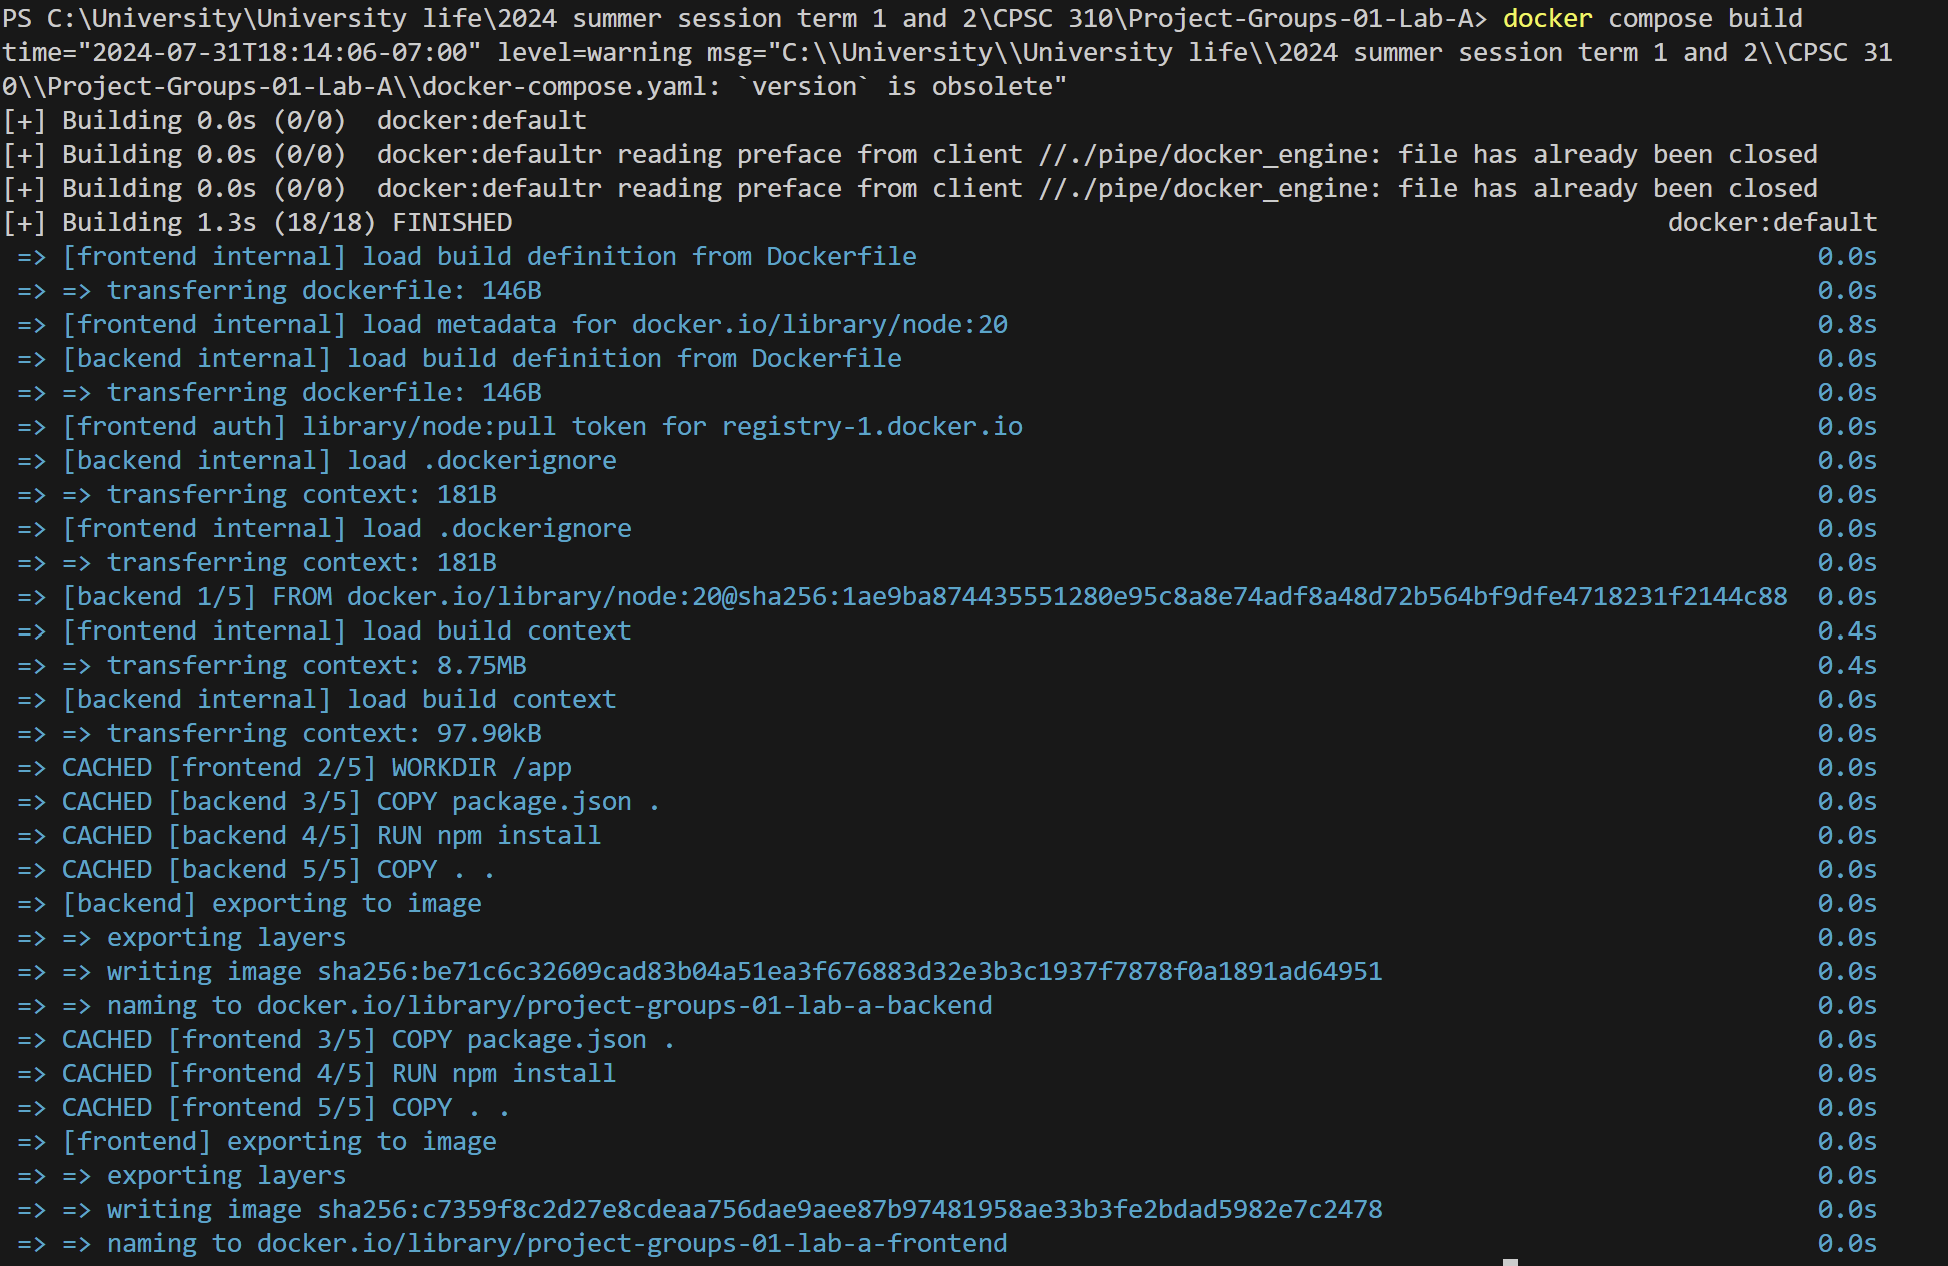 PS C:\University\University life\2024 summer session term 1 and 2\CPSC 310\Project-Groups-01-Lab-A> docker compose build
time="2024-07-31T18:14:06-07:00" level=warning msg="C:\\University\\University life\\2024 summer session term 1 and 2\\CPSC 31
0\\Project-Groups-01-Lab-A\\docker-compose.yaml: `version` is obsolete"
[+] Building 0.0s (0/0)  docker:default
[+] Building 0.0s (0/0)  docker:defaultr reading preface from client //./pipe/docker_engine: file has already been closed
[+] Building 0.0s (0/0)  docker:defaultr reading preface from client //./pipe/docker_engine: file has already been closed
[+] Building 1.3s (18/18) FINISHED docker:default
=> [frontend internal] load build definition from Dockerfile 0.0s
=> => transferring dockerfile: 146B 0.0s
=> [frontend internal] load metadata for docker.io/library/node:20 0.8s
=> [backend internal] load build definition from Dockerfile 0.0s
=> => transferring dockerfile: 146B 0.0s
=> [frontend auth] library/node:pull token for registry-1.docker.io 0.0s
=> [backend internal] load .dockerignore 0.0s
=> => transferring context: 181B 0.0s
=> [frontend internal] load .dockerignore 0.0s
=> => transferring context: 181B 0.0s
=> [backend 1/5] FROM docker.io/library/node:20@sha256:1ae9ba874435551280e95c8a8e74adf8a48d72b564bf9dfe4718231f2144c88 0.0s
=> [frontend internal] load build context 0.4s
=> => transferring context: 8.75MB 0.4s
=> [backend internal] load build context 0.0s
=> => transferring context: 97.90kB 0.0s
=> CACHED [frontend 2/5] WORKDIR /app 0.0s
=> CACHED [backend 3/5] COPY package.json . 0.0s
=> CACHED [backend 4/5] RUN npm install 0.0s
=> CACHED [backend 5/5] COPY . . 0.0s
=> [backend] exporting to image 0.0s
=> => exporting layers 0.0s
=> => writing image sha256:be71c6c32609cad83b04a51ea3f676883d32e3b3c1937f7878f0a1891ad64951 0.0s
=> => naming to docker.io/library/project-groups-01-lab-a-backend 0.0s
=> CACHED [frontend 3/5] COPY package.json . 0.0s
=> CACHED [frontend 4/5] RUN npm install 0.0s
=> CACHED [frontend 5/5] COPY . . 0.0s
=> [frontend] exporting to image 0.0s
=> => exporting layers 0.0s
=> => writing image sha256:c7359f8c2d27e8cdeaa756dae9aee87b97481958ae33b3fe2bdad5982e7c2478 0.0s
=> => naming to docker.io/library/project-groups-01-lab-a-frontend 0.0s